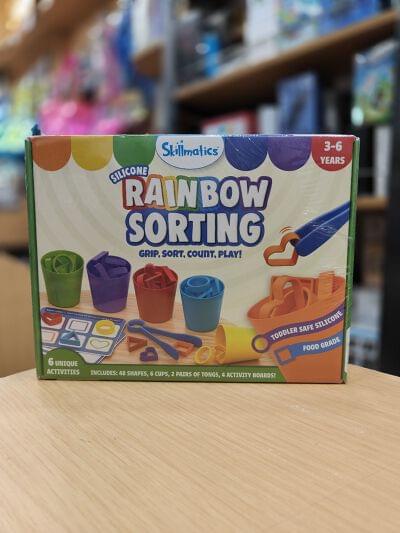 Skillmatics
3-6
YEARS
SILICONE
RAINBOW
SORTING
GRIP, SORT, COUNT, PLAY!
TODDLER SAFE SILICONE
FOOD GRADE
6 UNIQUE
ACTIVITIES
INCLUDES: 48 SHAPES, 6 CUPS, 2 PAIRS OF TONGS, 4 ACTIVITY BOARDS!